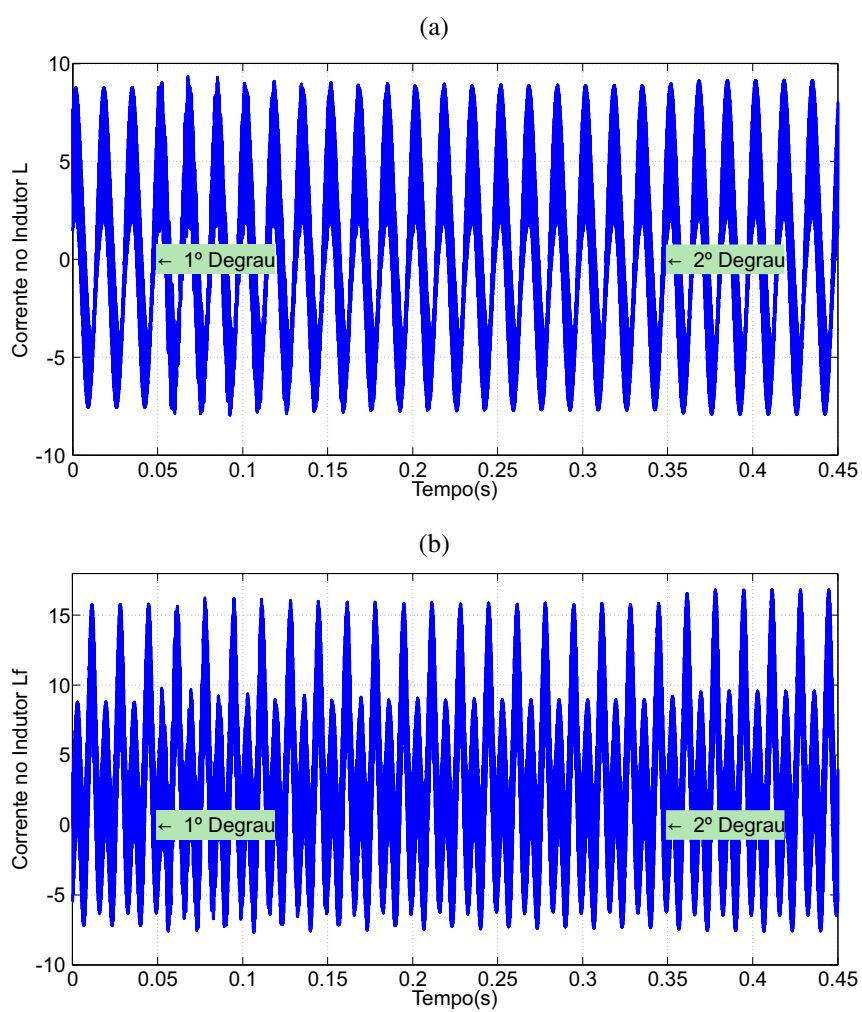 (a)
10
5
0
-5
-10
Corrente no Indutor L
← 1º Degrau
← 2º Degrau
0 0.05 0.1 0.15 0.2 0.25 0.3 0.35 0.4 0.45
Tempo(s)
(b)
15
10
5
0
-5
-10
Corrente no Indutor Lf
← 1º Degrau
← 2º Degrau
0 0.05 0.1 0.15 0.2 0.25 0.3 0.35 0.4 0.45
Tempo(s)